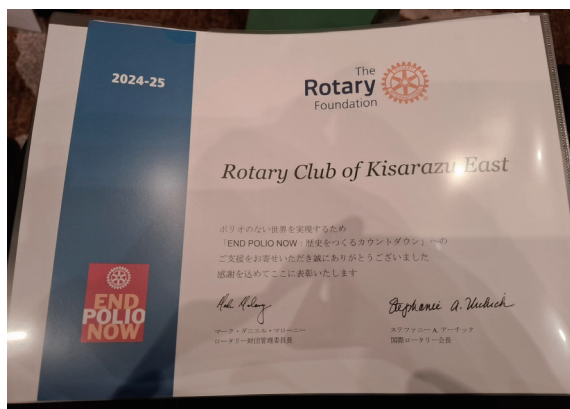 2024-25
The
Rotary
Foundation
Rotary Club of Kisarazu East
ポリオのない世界を実現するため
「END POLIO NOW：歴史をつくるカウントダウン」への
ご支援をお寄せいただき誠にありがとうございました
感謝を込めてここに表彰いたします
END
POLIO
NOW
Mark Maloney
Stephanie A. Urchick
マーク・ダニエル・マローニー
ロータリー財団管理委員長
ステファニー A. アーチック
国際ロータリー会長